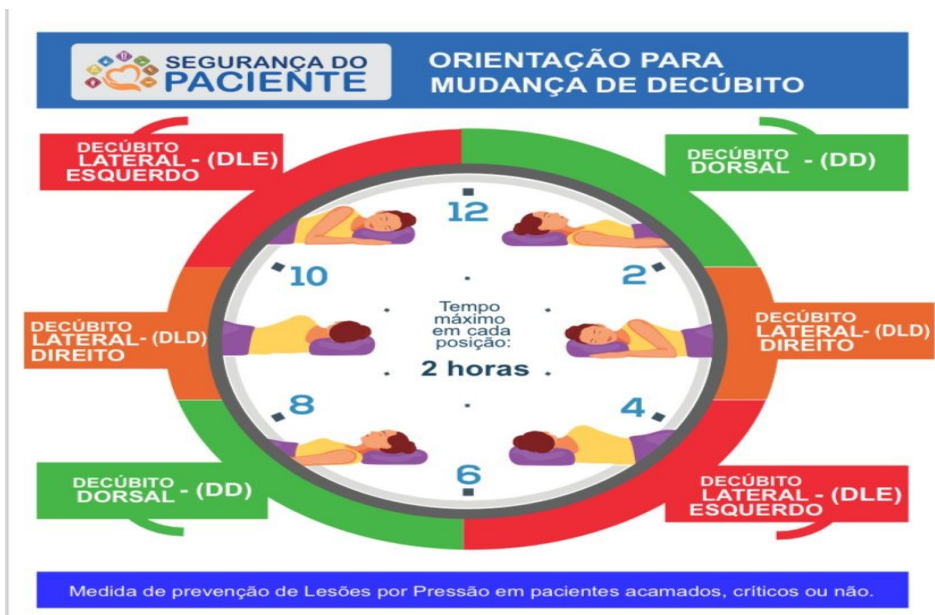 SEGURANÇA DO
PACIENTE
ORIENTAÇÃO PARA
MUDANÇA DE DECÚBITO
DECÚBITO
LATERAL - (DLE)
ESQUERDO
DECÚBITO
DORSAL - (DD)
12
10
2
Tempo
máximo
em cada
posição:
2 horas
DECÚBITO
LATERAL- (DLD)
DIREITO
DECÚBITO
LATERAL- (DLD)
DIREITO
8
4
6
DECÚBITO
DORSAL - (DD)
DECÚBITO
LATERAL - (DLE)
ESQUERDO
Medida de prevenção de Lesões por Pressão em pacientes acamados, críticos ou não.